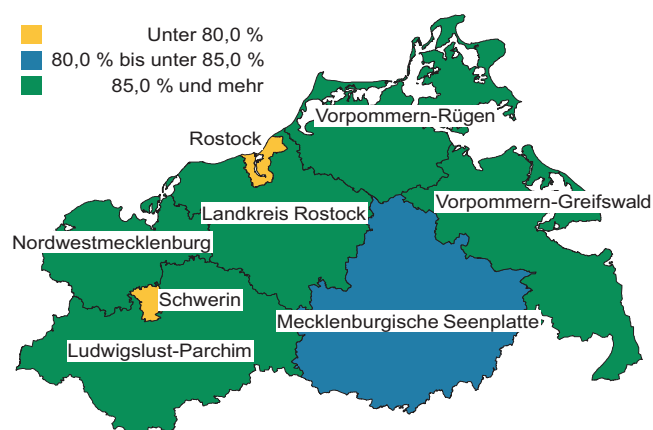 Unter 80,0 %
80,0 % bis unter 85,0 %
85,0 % und mehr
Vorpommern-Rügen
Rostock
Vorpommern-Greifswald
Landkreis Rostock
Nordwestmecklenburg
Schwerin
Mecklenburgische Seenplatte
Ludwigslust-Parchim